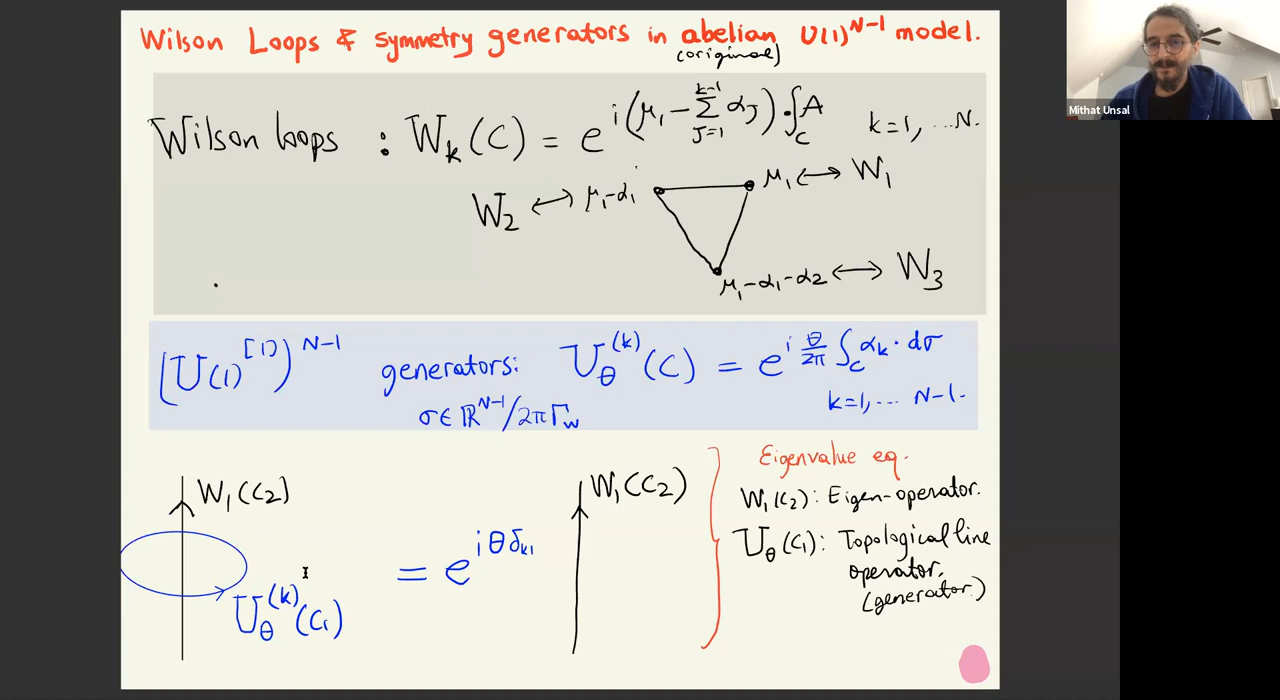 Wilson Loops & symmetry generators in abelian U(1)^{N-1} model.
(original)
Mithat Unsal
Wilson loops : W_k(C) = e^{i(μ_1 - \sum_{J=1}^{k-1} α_J)·∫_C A} k=1, ...N.
W_2 ↔ μ_1-α_1 μ_1 ↔ W_1
μ_1-α_1-α_2 ↔ W_3
[U(1)^{[1]})^{N-1} generators: U_θ^{(k)}(C) = e^{i \frac{θ}{2π} ∫_C α_k · dσ}
σ ∈ ℝ^{N-1}/2πΓ_w k=1, ... N-1.
W_1(C_2) = e^{iθδ_{k1}} W_1(C_2)
U_θ^{(k)}(C_1)
Eigenvalue eq.
W_1(C_2): Eigen-operator.
U_θ(C_1): Topological line
operator.
(generator.)